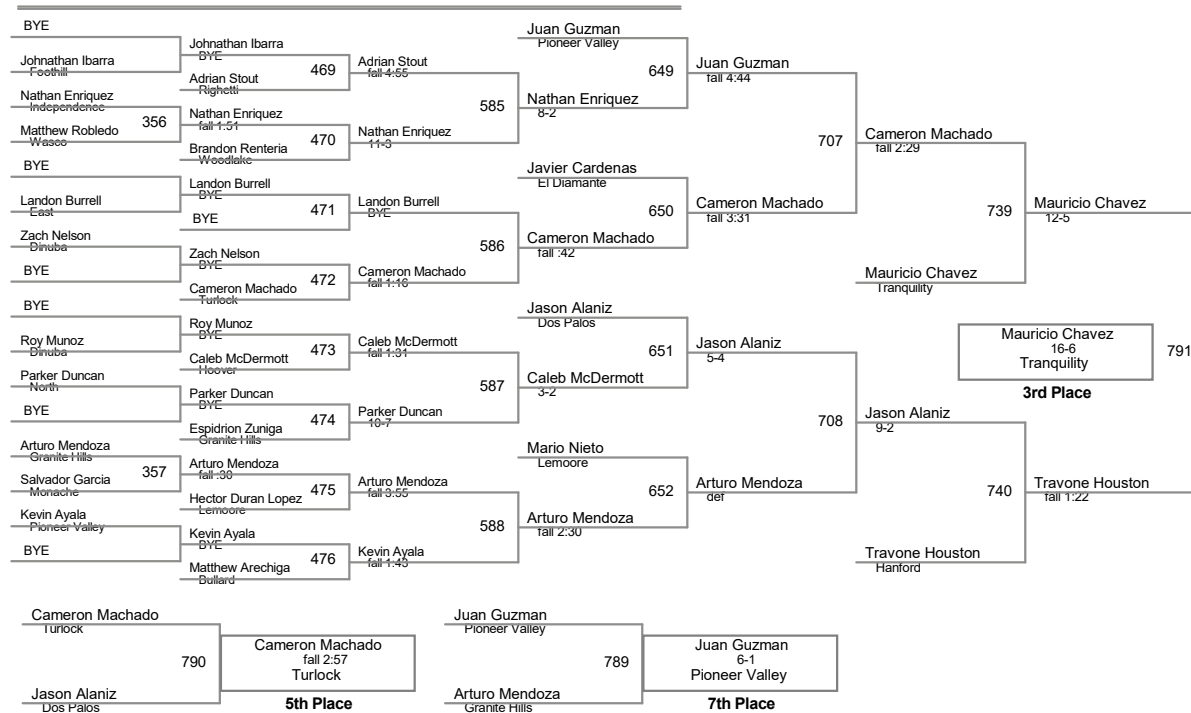 BYE
Johnathan Ibarra
Foothill
Nathan Enriquez
Independence
356
Matthew Robledo
Wasco
BYE
Landon Burrell
East
Zach Nelson
Dinuba
BYE
BYE
Roy Munoz
Dinuba
Parker Duncan
North
BYE
Arturo Mendoza
Granite Hills
357
Salvador Garcia
Monache
Kevin Ayala
Pioneer Valley
BYE
Johnathan Ibarra
BYE
469
Adrian Stout
Righetti
Nathan Enriquez
fall 1:51
470
Brandon Renteria
Woodlake
Landon Burrell
BYE
471
BYE
Zach Nelson
BYE
472
Cameron Machado
Turlock
Roy Munoz
BYE
473
Caleb McDermott
Hoover
Parker Duncan
BYE
474
Espidrion Zuniga
Granite Hills
Arturo Mendoza
fall :30
475
Hector Duran Lopez
Lemoore
Kevin Ayala
BYE
476
Matthew Arechiga
Bullard
Adrian Stout
fall 4:55
585
Nathan Enriquez
11-3
Landon Burrell
BYE
586
Cameron Machado
fall 1:16
Caleb McDermott
fall 1:31
587
Parker Duncan
10-7
Arturo Mendoza
fall 3:55
588
Kevin Ayala
fall 1:43
Juan Guzman
Pioneer Valley
649
Nathan Enriquez
8-2
Javier Cardenas
El Diamante
650
Cameron Machado
fall :42
Jason Alaniz
Dos Palos
651
Caleb McDermott
3-2
Mario Nieto
Lemoore
652
Arturo Mendoza
fall 2:30
Juan Guzman
fall 4:44
707
Cameron Machado
fall 3:31
Jason Alaniz
5-4
708
Arturo Mendoza
def
Cameron Machado
fall 2:29
739
Mauricio Chavez
Tranquility
Jason Alaniz
9-2
740
Travone Houston
Hanford
Mauricio Chavez
12-5
Mauricio Chavez
16-6
Tranquility
791
3rd Place
Travone Houston
fall 1:22
Cameron Machado
Turlock
790
Jason Alaniz
Dos Palos
Cameron Machado
fall 2:57
Turlock
5th Place
Juan Guzman
Pioneer Valley
789
Arturo Mendoza
Granite Hills
Juan Guzman
6-1
Pioneer Valley
7th Place